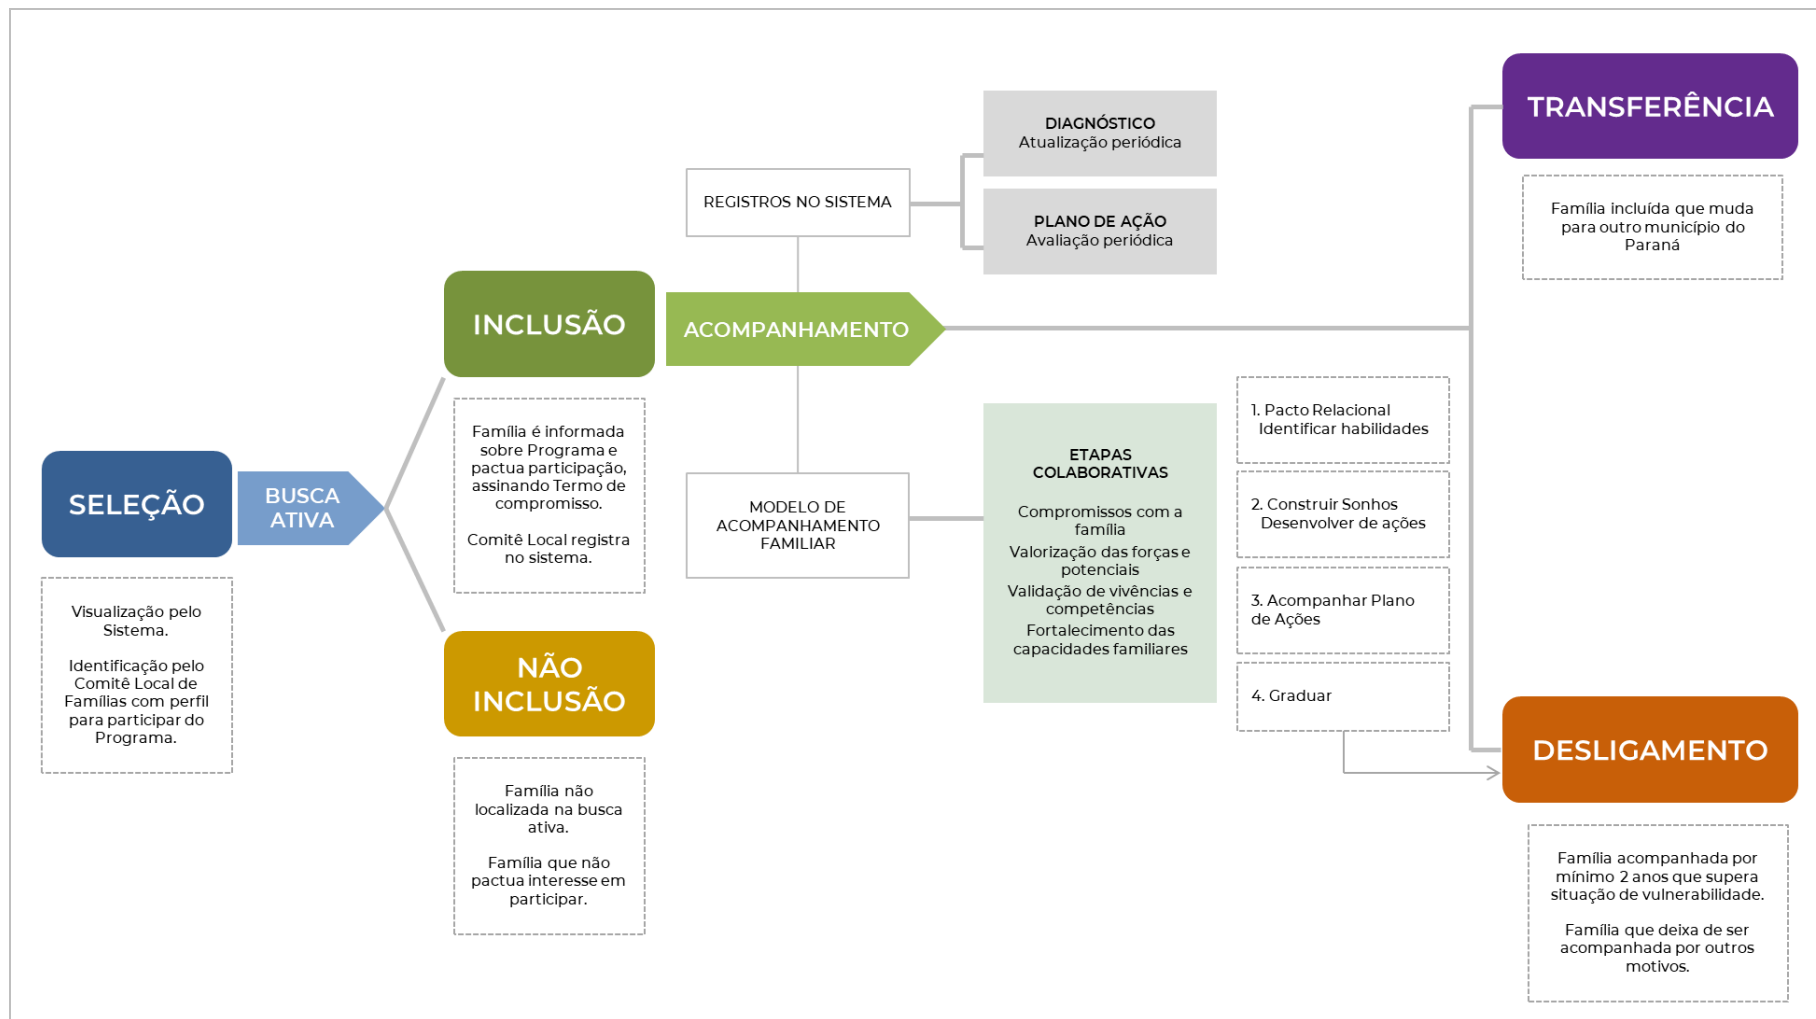 SELEÇÃO
Visualização pelo
Sistema.
Identificação pelo
Comitê Local de
Famílias com perfil
para participar do
Programa.
BUSCA
ATIVA
INCLUSÃO
Família é informada
sobre Programa e
pactua participação,
assinando Termo de
compromisso.
Comitê Local registra
no sistema.
NÃO
INCLUSÃO
Família não
localizada na busca
ativa.
Família que não
pactua interesse em
participar.
ACOMPANHAMENTO
REGISTROS NO SISTEMA
DIAGNÓSTICO
Atualização periódica
PLANO DE AÇÃO
Avaliação periódica
MODELO DE
ACOMPANHAMENTO
FAMILIAR
ETAPAS
COLABORATIVAS
Compromissos com a
família
Valorização das forças e
potenciais
Validação de vivências e
competências
Fortalecimento das
capacidades familiares
1. Pacto Relacional
Identificar habilidades
2. Construir Sonhos
Desenvolver de ações
3. Acompanhar Plano
de Ações
4. Graduar
TRANSFERÊNCIA
Família incluída que muda
para outro município do
Paraná
DESLIGAMENTO
Família acompanhada por
mínimo 2 anos que supera
situação de vulnerabilidade.
Família que deixa de ser
acompanhada por outros
motivos.